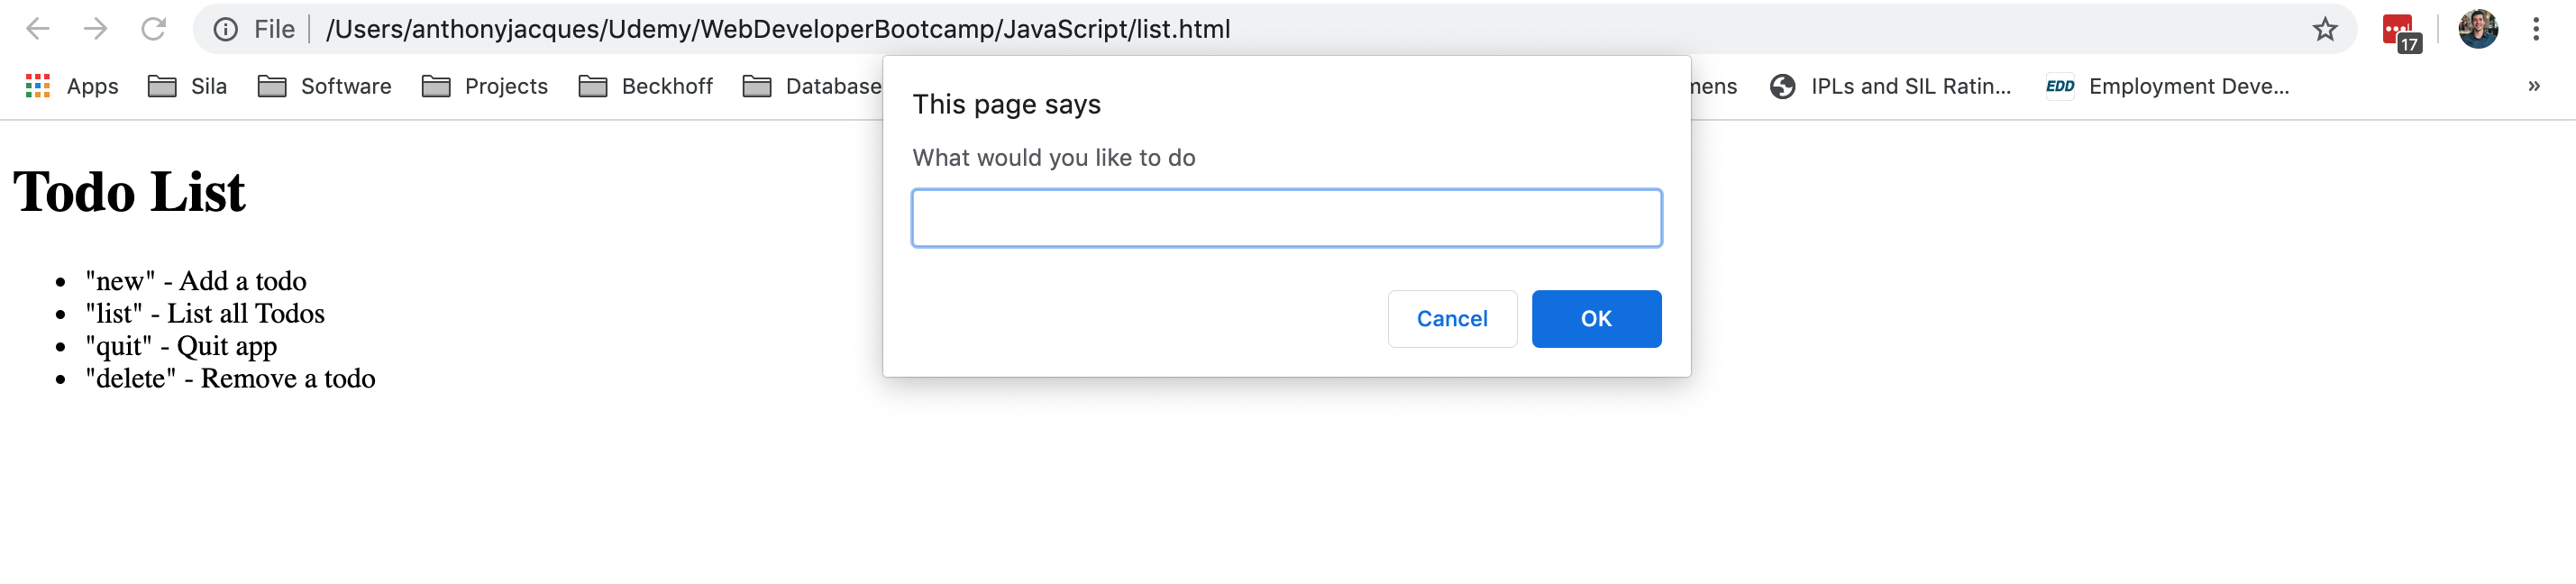 File /Users/anthonyjacques/Udemy/WebDeveloperBootcamp/JavaScript/list.html
17
Apps Sila Software Projects Beckhoff Database IPLs and SIL Ratin... EDD Employment Deve... »
This page says
What would you like to do
Cancel OK
Todo List
• "new" - Add a todo
• "list" - List all Todos
• "quit" - Quit app
• "delete" - Remove a todo